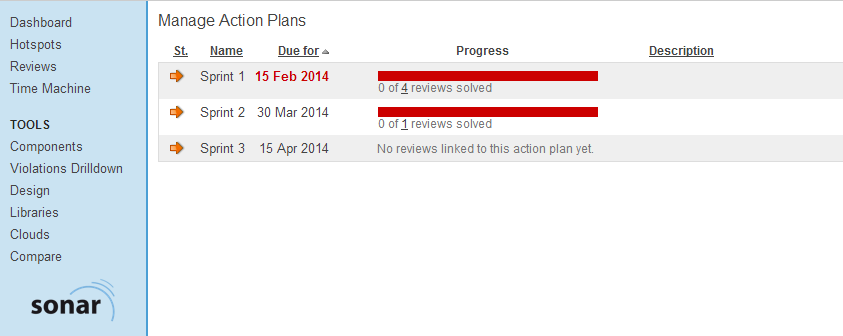 Dashboard
Hotspots
Reviews
Time Machine
TOOLS
Components
Violations Drilldown
Design
Libraries
Clouds
Compare
sonar
Manage Action Plans
St. Name Due for Progress Description
Sprint 1 15 Feb 2014
0 of 4 reviews solved
Sprint 2 30 Mar 2014
0 of 1 reviews solved
Sprint 3 15 Apr 2014 No reviews linked to this action plan yet.